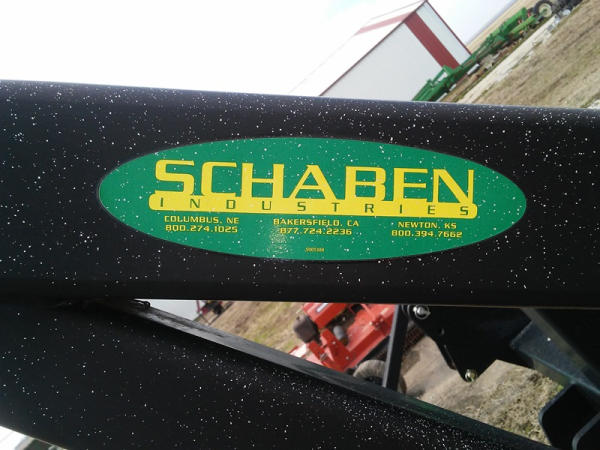 SCHABEN
INDUSTRIES
COLUMBUS, NE
800.274.1025
BAKERSFIELD, CA
877.724.2236
NEWTON, KS
800.394.7662